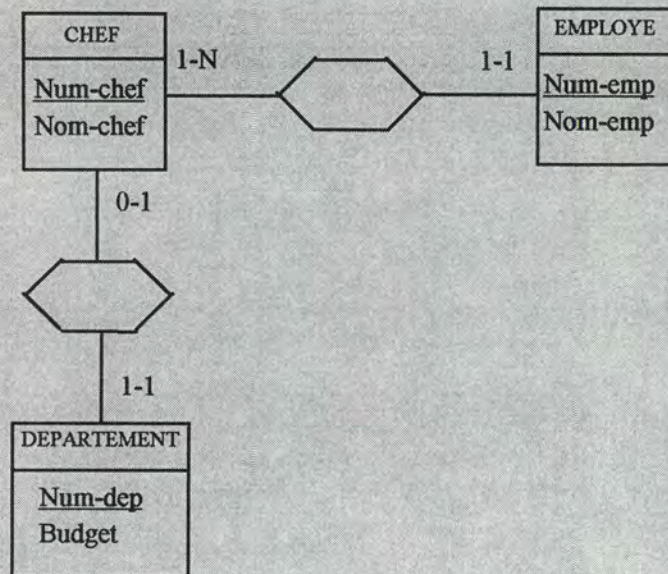 CHEF
Num-chef
Nom-chef
1-N
1-1
EMPLOYE
Num-emp
Nom-emp
0-1
1-1
DEPARTEMENT
Num-dep
Budget